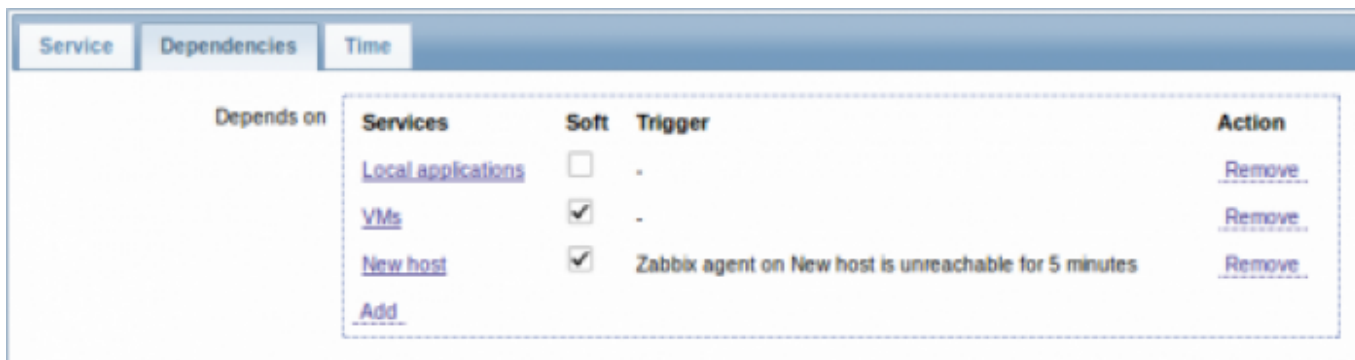 Service Dependencies Time
Depends on Services Soft Trigger Action
Local applications - Remove
VMs - Remove
New host Zabbix agent on New host is unreachable for 5 minutes Remove
Add